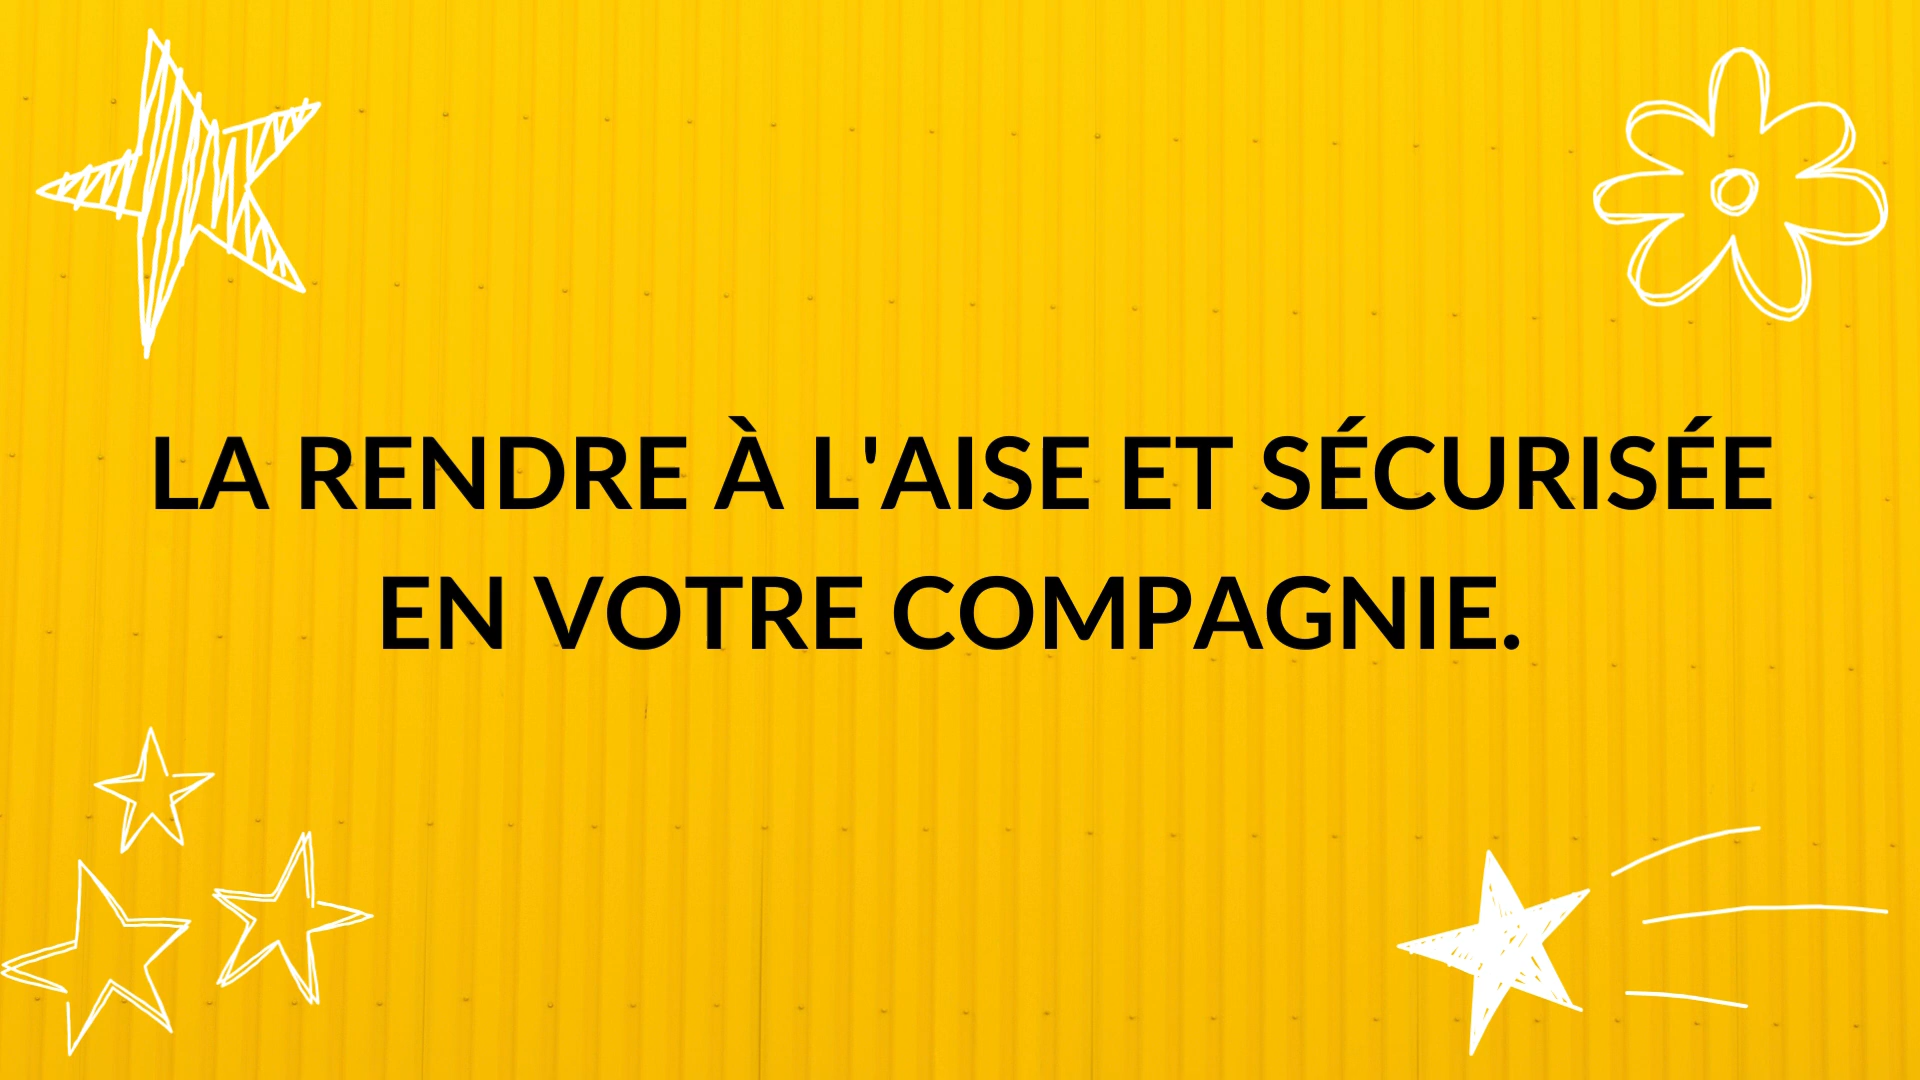 LA RENDRE À L'AISE ET SÉCURISÉE
EN VOTRE COMPAGNIE.